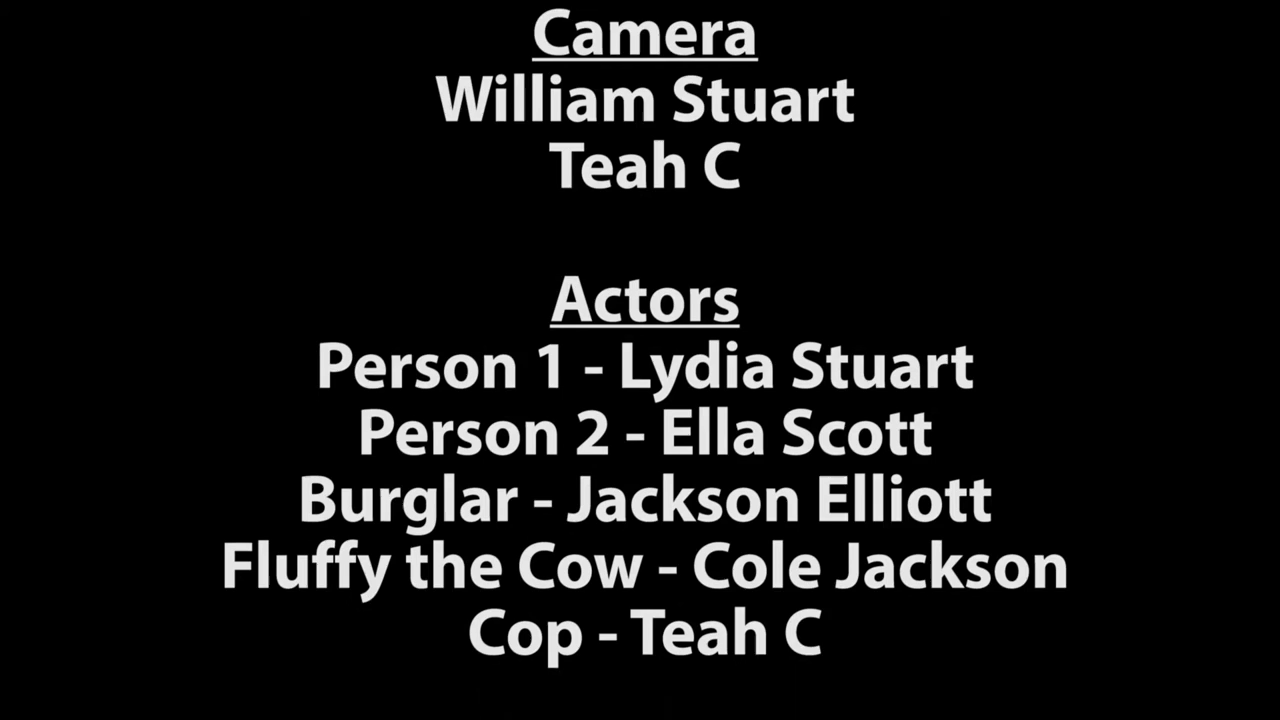 Camera
William Stuart
Teah C
Actors
Person 1 - Lydia Stuart
Person 2 - Ella Scott
Burglar - Jackson Elliott
Fluffy the Cow - Cole Jackson
Cop - Teah C